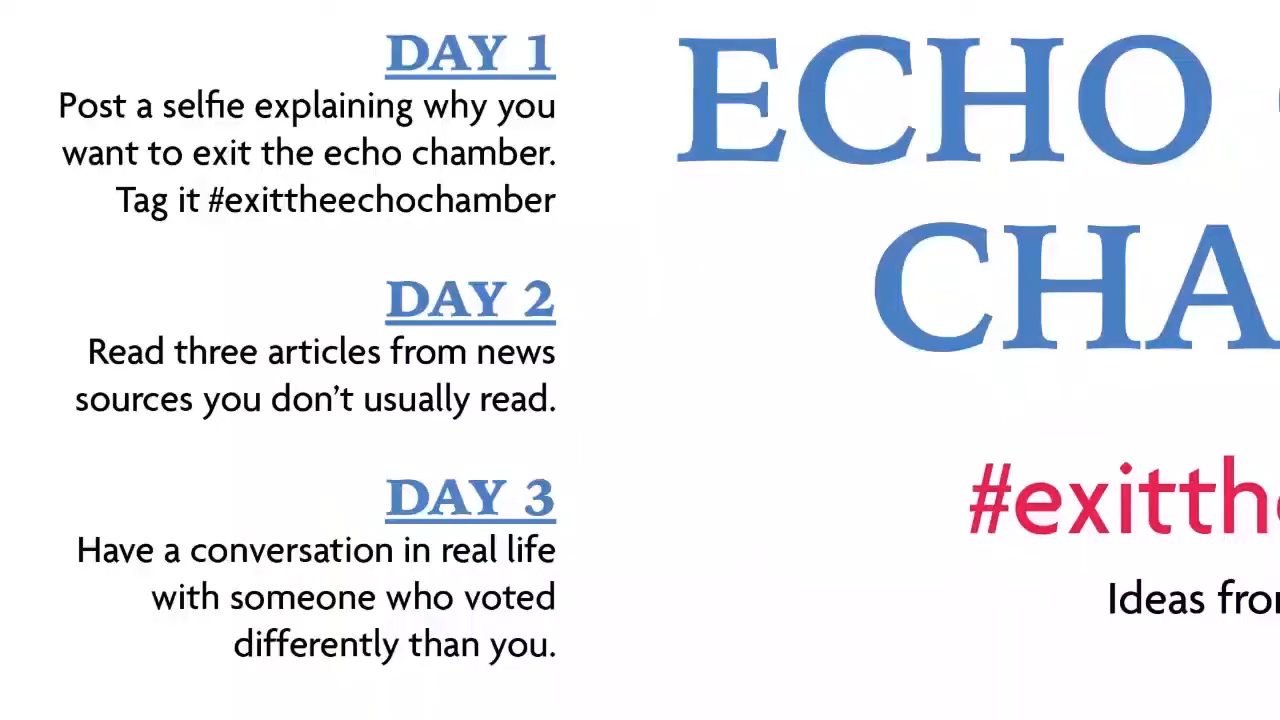 DAY 1
Post a selfie explaining why you
want to exit the echo chamber.
Tag it #exittheechochamber
DAY 2
Read three articles from news
sources you don’t usually read.
DAY 3
Have a conversation in real life
with someone who voted
differently than you.
ECHO
CHA
#exitthe
Ideas from